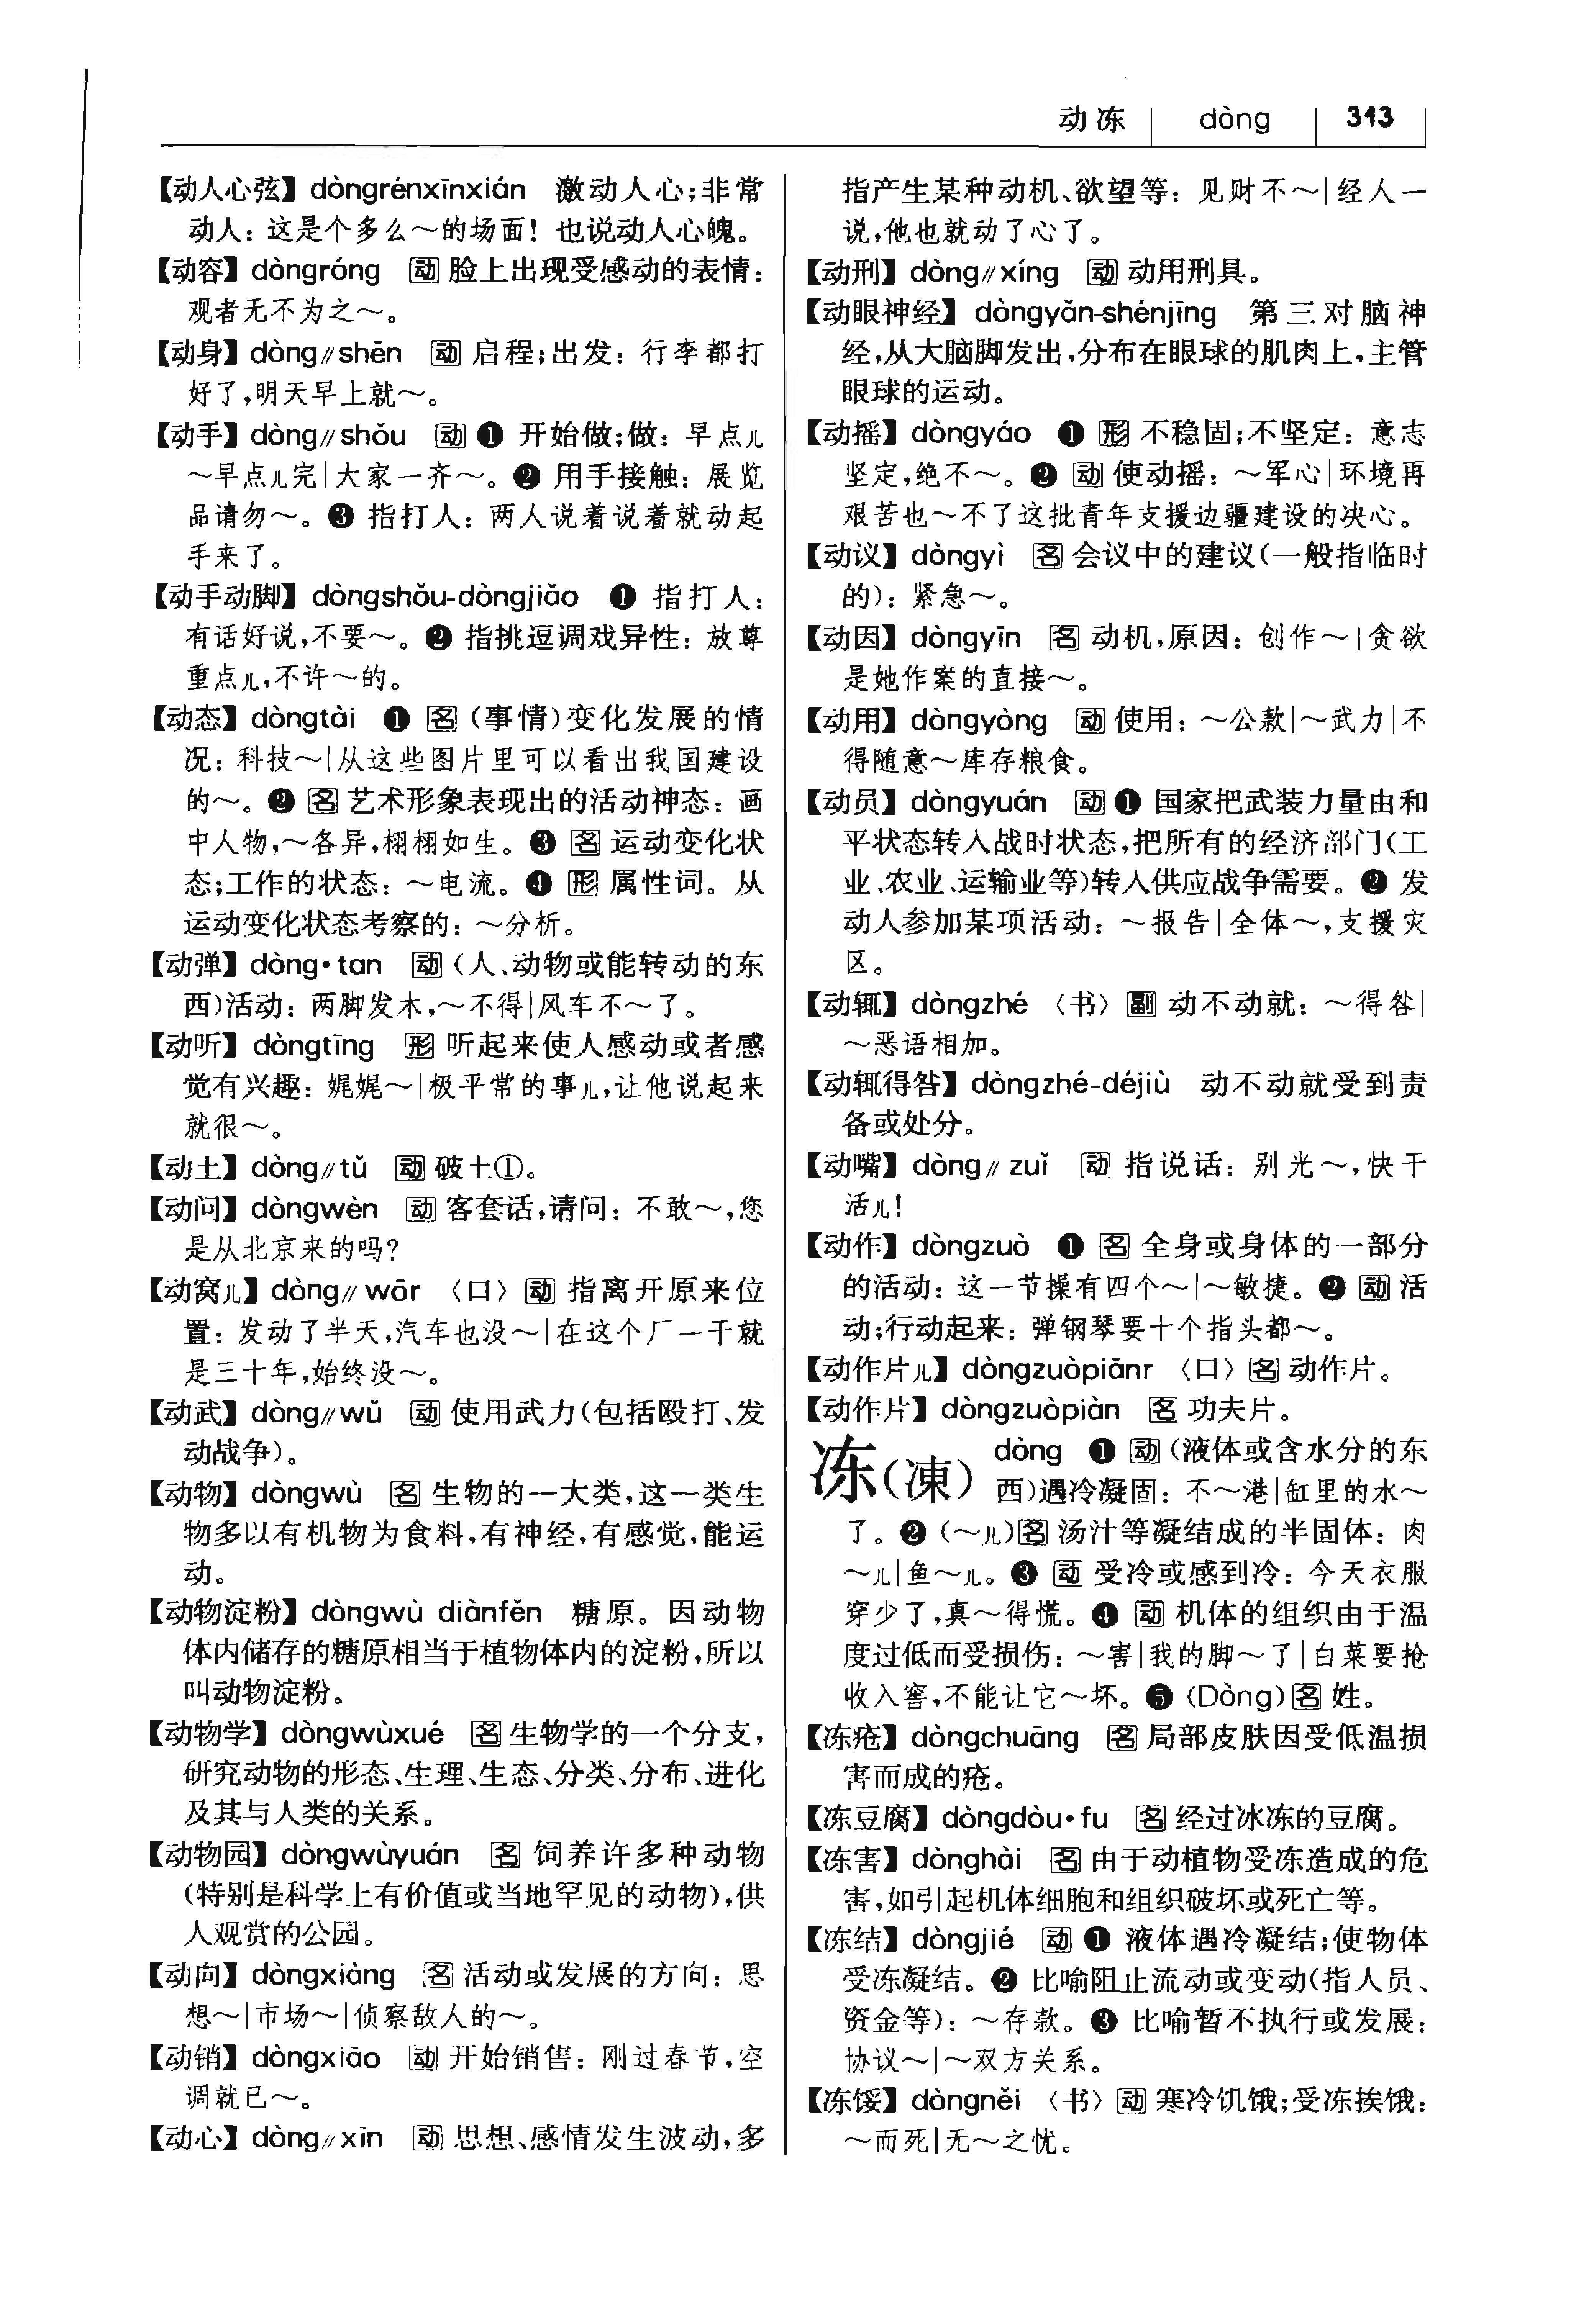 动 冻 dòng 343
【动人心弦】dòngrénxīnxián 激动人心;非常
动人:这是个多么～的场面!也说动人心魄。
【动容】dòngróng 动 脸上出现受感动的表情:
观者无不为之～。
【动身】dòng∥shēn 动 启程;出发:行李都打
好了,明天早上就～。
【动手】dòng∥shǒu 动 ❶ 开始做;做:早点儿
～早点儿完|大家一齐～。❷ 用手接触:展览
品请勿～。❸ 指打人:两人说着说着就动起
手来了。
【动手动脚】dòngshǒu-dòngjiǎo ❶ 指打人:
有话好说,不要～。❷ 指挑逗调戏异性:放尊
重点儿,不许～的。
【动态】dòngtài ❶ 名 (事情)变化发展的情
况:科技～|从这些图片里可以看出我国建设
的～。❷ 名 艺术形象表现出的活动神态:画
中人物,～各异,栩栩如生。❸ 名 运动变化状
态;工作的状态:～电流。❹ 形 属性词。从
运动变化状态考察的:～分析。
【动弹】dòng•tan 动 (人、动物或能转动的东
西)活动:两脚发木,～不得|风车不～了。
【动听】dòngtīng 形 听起来使人感动或者感
觉有兴趣:娓娓～|极平常的事儿,让他说起来
就很～。
【动土】dòng∥tǔ 动 破土①。
【动问】dòngwèn 动 客套话,请问:不敢～,您
是从北京来的吗?
【动窝儿】dòng∥wōr 〈口〉动 指离开原来位
置:发动了半天,汽车也没～|在这个厂一干就
是三十年,始终没～。
【动武】dòng∥wǔ 动 使用武力(包括殴打、发
动战争)。
【动物】dòngwù 名 生物的一大类,这一类生
物多以有机物为食料,有神经,有感觉,能运
动。
【动物淀粉】dòngwù diànfěn 糖原。因动物
体内储存的糖原相当于植物体内的淀粉,所以
叫动物淀粉。
【动物学】dòngwùxué 名 生物学的一个分支,
研究动物的形态、生理、生态、分类、分布、进化
及其与人类的关系。
【动物园】dòngwùyuán 名 饲养许多种动物
(特别是科学上有价值或当地罕见的动物),供
人观赏的公园。
【动向】dòngxiàng 名 活动或发展的方向:思
想～|市场～|侦察敌人的～。
【动销】dòngxiāo 动 开始销售:刚过春节,空
调就已～。
【动心】dòng∥xīn 动 思想、感情发生波动,多
指产生某种动机、欲望等:见财不～|经人一
说,他也就动了心了。
【动刑】dòng∥xíng 动 动用刑具。
【动眼神经】dòngyǎn-shénjīng 第三对脑神
经,从大脑脚发出,分布在眼球的肌肉上,主管
眼球的运动。
【动摇】dòngyáo ❶ 形 不稳固;不坚定:意志
坚定,绝不～。❷ 动 使动摇:～军心|环境再
艰苦也～不了这批青年支援边疆建设的决心。
【动议】dòngyì 名 会议中的建议(一般指临时
的):紧急～。
【动因】dòngyīn 名 动机,原因:创作～|贪欲
是她作案的直接～。
【动用】dòngyòng 动 使用:～公款|～武力|不
得随意～库存粮食。
【动员】dòngyuán 动 ❶ 国家把武装力量由和
平状态转入战时状态,把所有的经济部门(工
业、农业、运输业等)转入供应战争需要。❷ 发
动人参加某项活动:～报告|全体～,支援灾
区。
【动辄】dòngzhé 〈书〉副 动不动就:～得咎|
～恶语相加。
【动辄得咎】dòngzhé-déjiù 动不动就受到责
备或处分。
【动嘴】dòng∥zuǐ 动 指说话:别光～,快干
活儿!
【动作】dòngzuò ❶ 名 全身或身体的一部分
的活动:这一节操有四个～|～敏捷。❷ 动 活
动;行动起来:弹钢琴要十个指头都～。
【动作片儿】dòngzuòpiānr 〈口〉名 动作片。
【动作片】dòngzuòpiàn 名 功夫片。
冻(凍) dòng ❶ 动 (液体或含水分的东
西)遇冷凝固:不～港|缸里的水～
了。❷ (～儿)名 汤汁等凝结成的半固体:肉
～儿|鱼～儿。❸ 动 受冷或感到冷:今天衣服
穿少了,真～得慌。❹ 动 机体的组织由于温
度过低而受损伤:～害|我的脚～了|白菜要抢
收入窖,不能让它～坏。❺ (Dòng)名 姓。
【冻疮】dòngchuāng 名 局部皮肤因受低温损
害而成的疮。
【冻豆腐】dòngdòu•fu 名 经过冰冻的豆腐。
【冻害】dònghài 名 由于动植物受冻造成的危
害,如引起机体细胞和组织破坏或死亡等。
【冻结】dòngjié 动 ❶ 液体遇冷凝结;使物体
受冻凝结。❷ 比喻阻止流动或变动(指人员、
资金等):～存款。❸ 比喻暂不执行或发展:
协议～|～双方关系。
【冻馁】dòngněi 〈书〉动 寒冷饥饿;受冻挨饿:
～而死|无～之忧。